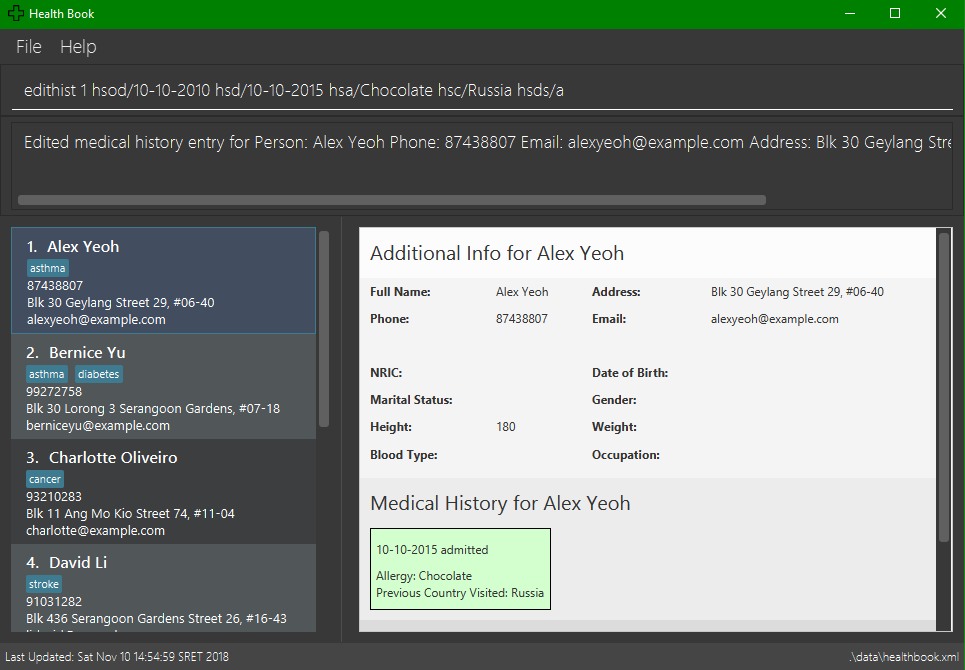 Health Book
File Help
edithist 1 hsod/10-10-2010 hsd/10-10-2015 hsa/Chocolate hsc/Russia hsds/a
Edited medical history entry for Person: Alex Yeoh Phone: 87438807 Email: alexyeoh@example.com Address: Blk 30 Geylang Stre
1. Alex Yeoh
asthma
87438807
Blk 30 Geylang Street 29, #06-40
alexyeoh@example.com
2. Bernice Yu
asthma diabetes
99272758
Blk 30 Lorong 3 Serangoon Gardens, #07-18
berniceyu@example.com
3. Charlotte Oliveiro
cancer
93210283
Blk 11 Ang Mo Kio Street 74, #11-04
charlotte@example.com
4. David Li
stroke
91031282
Blk 436 Serangoon Gardens Street 26, #16-43
Additional Info for Alex Yeoh
Full Name: Alex Yeoh Address: Blk 30 Geylang Street 29, #06-40
Phone: 87438807 Email: alexyeoh@example.com
NRIC: Date of Birth:
Marital Status: Gender:
Height: 180 Weight:
Blood Type: Occupation:
Medical History for Alex Yeoh
10-10-2015 admitted
Allergy: Chocolate
Previous Country Visited: Russia
Last Updated: Sat Nov 10 14:54:59 SRET 2018
.\data\healthbook.xml